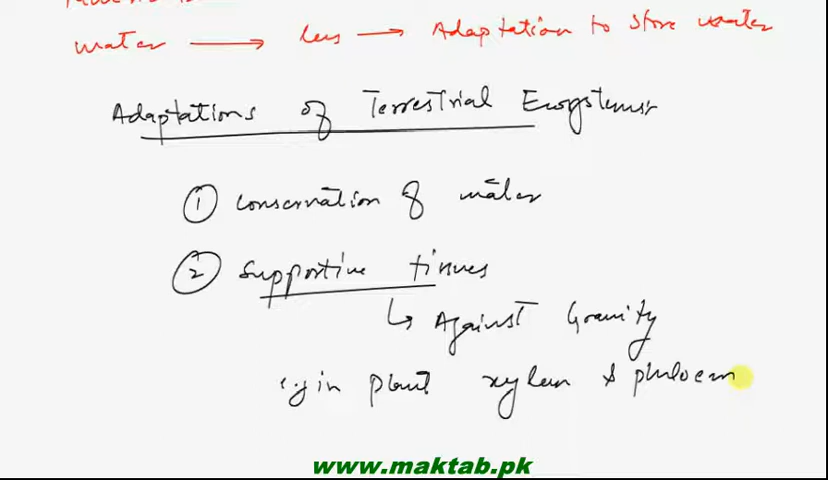 water → less → Adaptation to store water
Adaptations of Terrestrial Ecosystems
① Conservation of water
② Supportive tissues
↳ Against Gravity
in plant xylem & phloem
www.maktab.pk